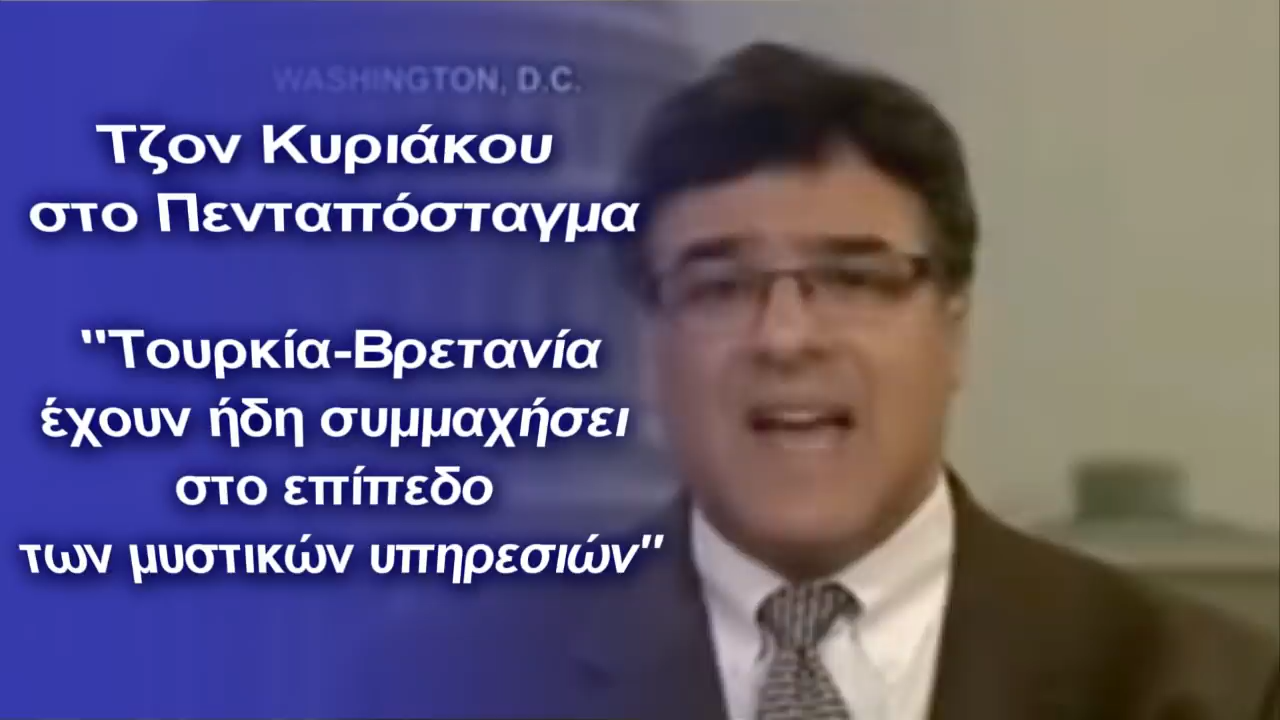 WASHINGTON, D.C.
Τζον Κυριάκου
στο Πενταπόσταγμα
"Τουρκία-Βρετανία
έχουν ήδη συμμαχήσει
στο επίπεδο
των μυστικών υπηρεσιών"